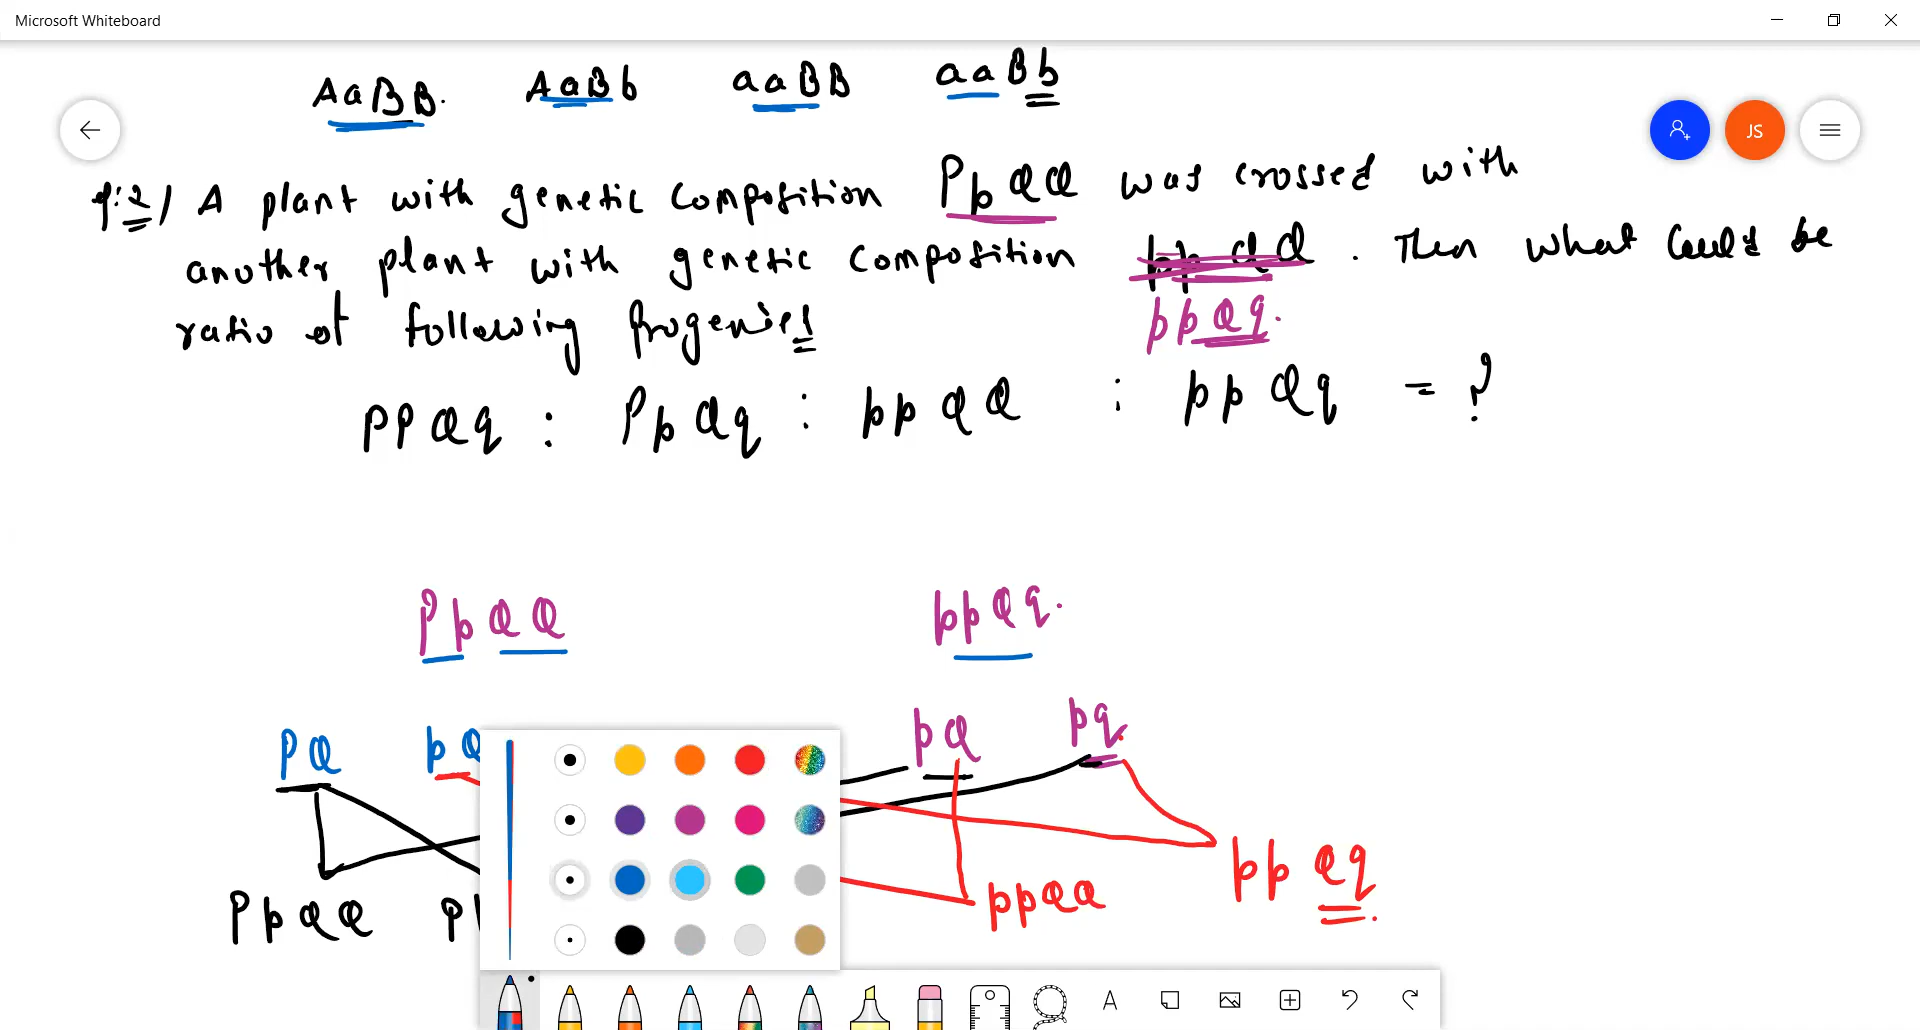 Microsoft Whiteboard
AaBB. AaBb aaBB aaBb
JS
A plant with genetic composition PpQQ was crossed with
another plant with genetic composition . Then what could be
ppQq.
ratio of following progenies
PPQq : PpQq : ppQQ : ppQq = ?
PpQQ ppQq.
PQ pQ pQ pq
ppQq
PpQQ ppQQ
A